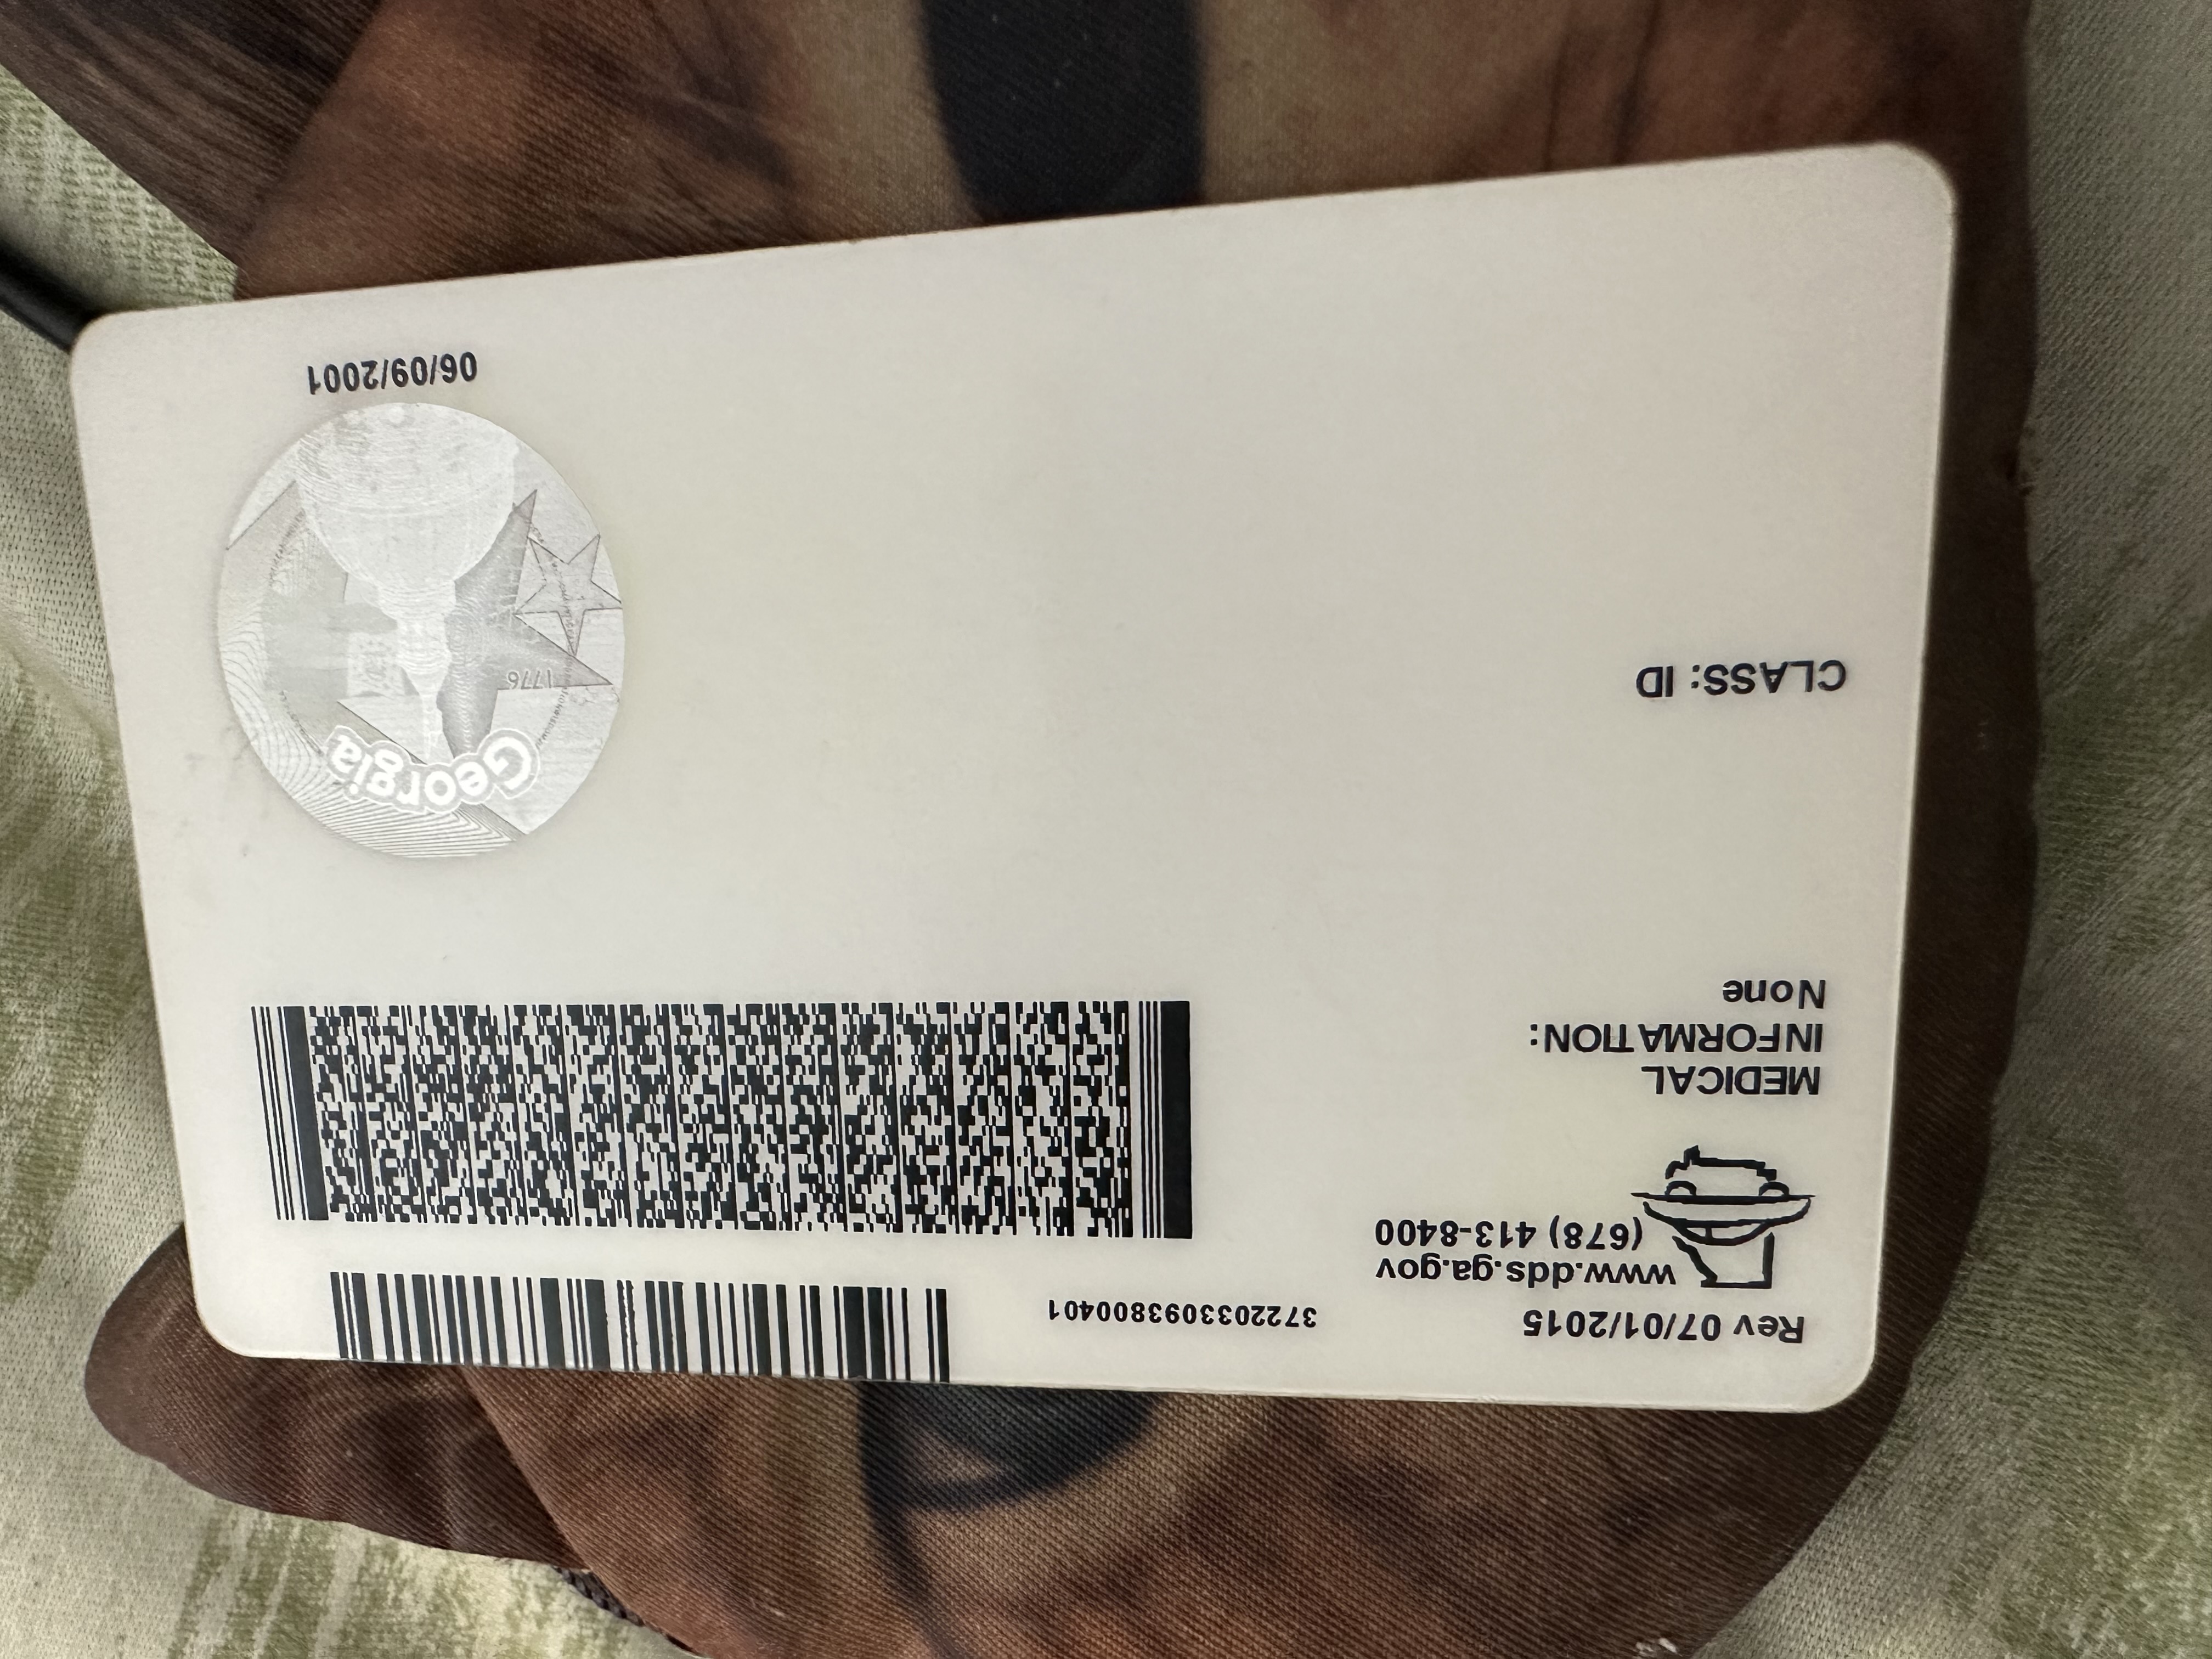 Rev 07/01/2015
3722033093800401
www.dds.ga.gov
(678) 413-8400
MEDICAL
INFORMATION:
None
CLASS: ID
Georgia
1776
06/09/2001